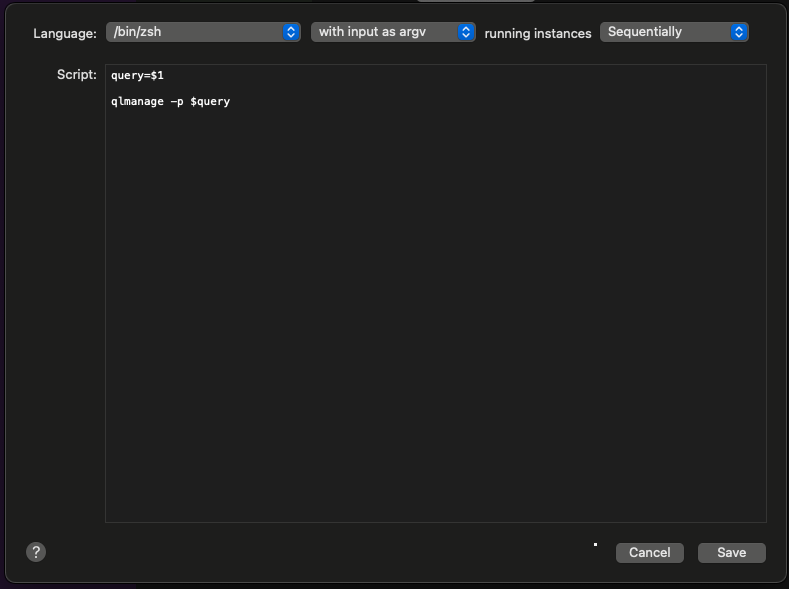 Language: /bin/zsh with input as argv running instances Sequentially
Script: query=$1
qlmanage -p $query
? Cancel Save